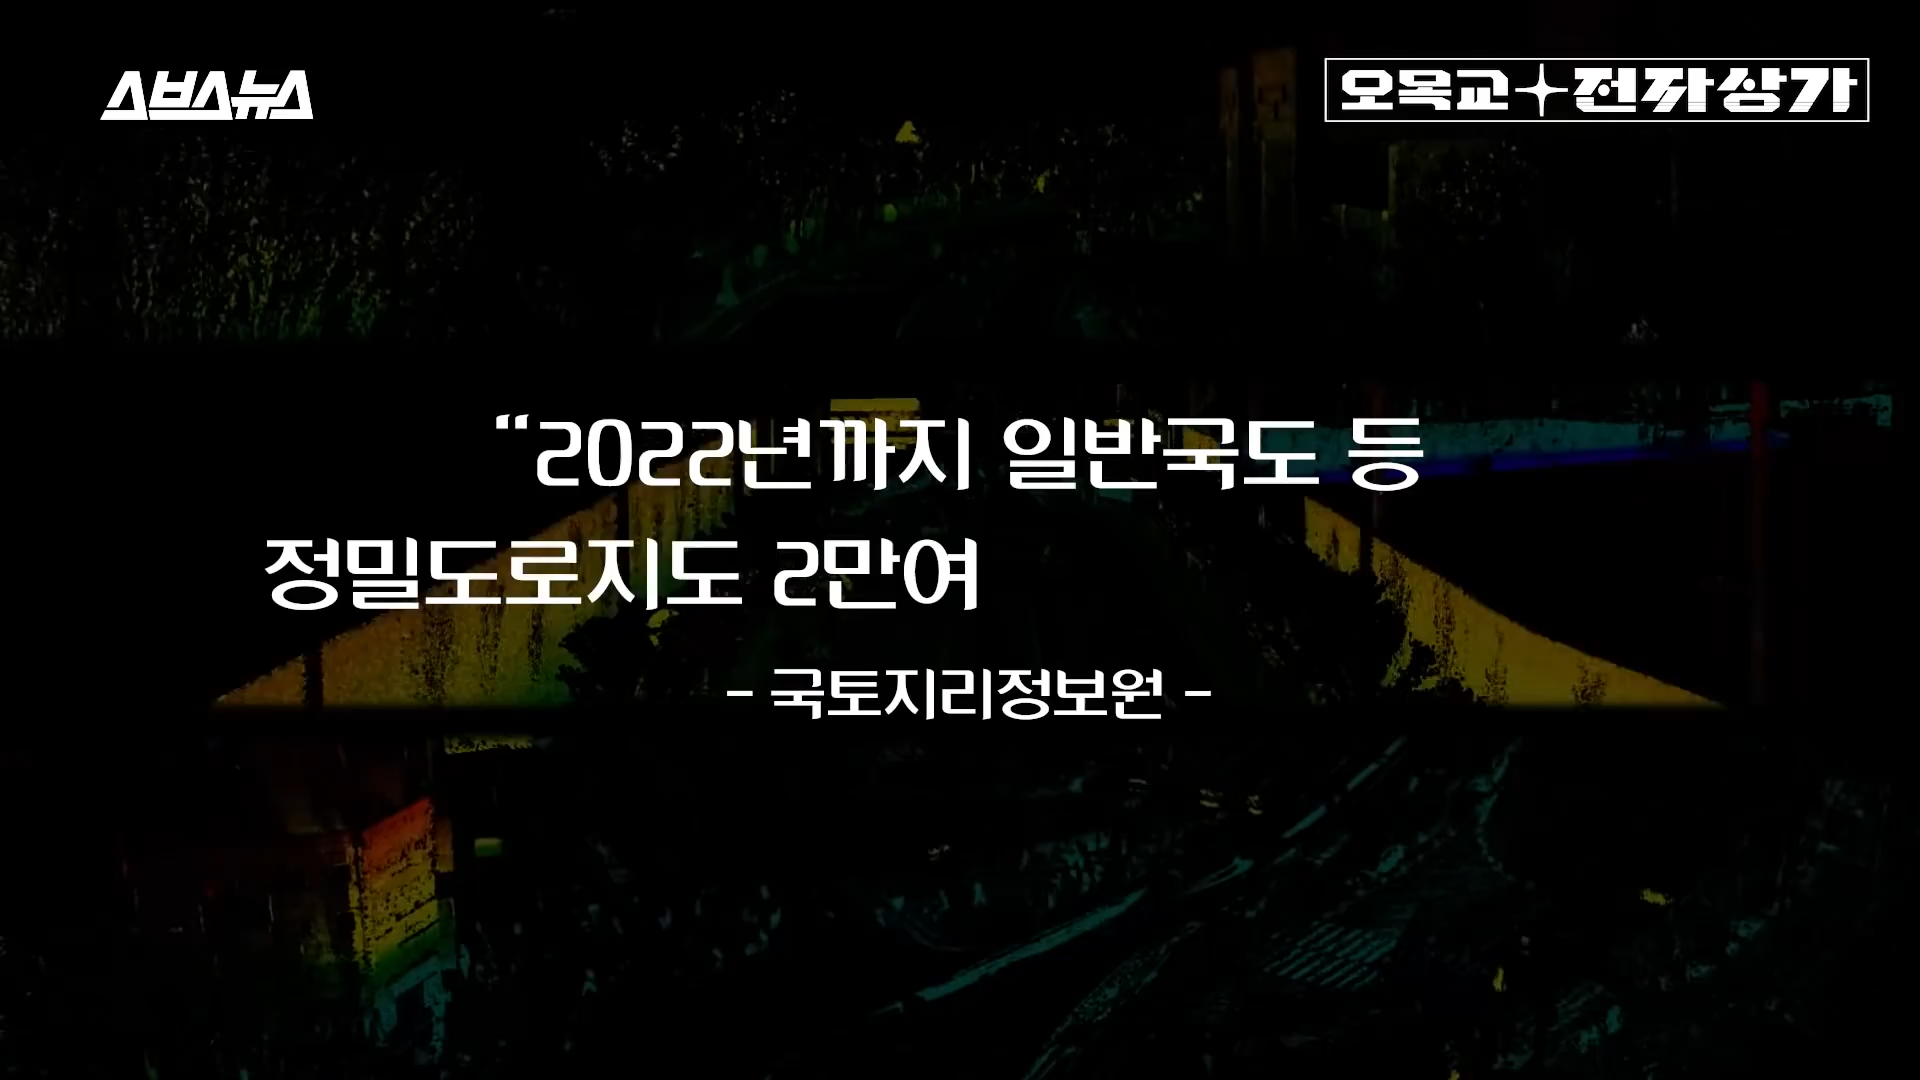 스브스뉴스
오목교 전자상가
“2022년까지 일반국도 등
정밀도로지도 2만여
- 국토지리정보원 -